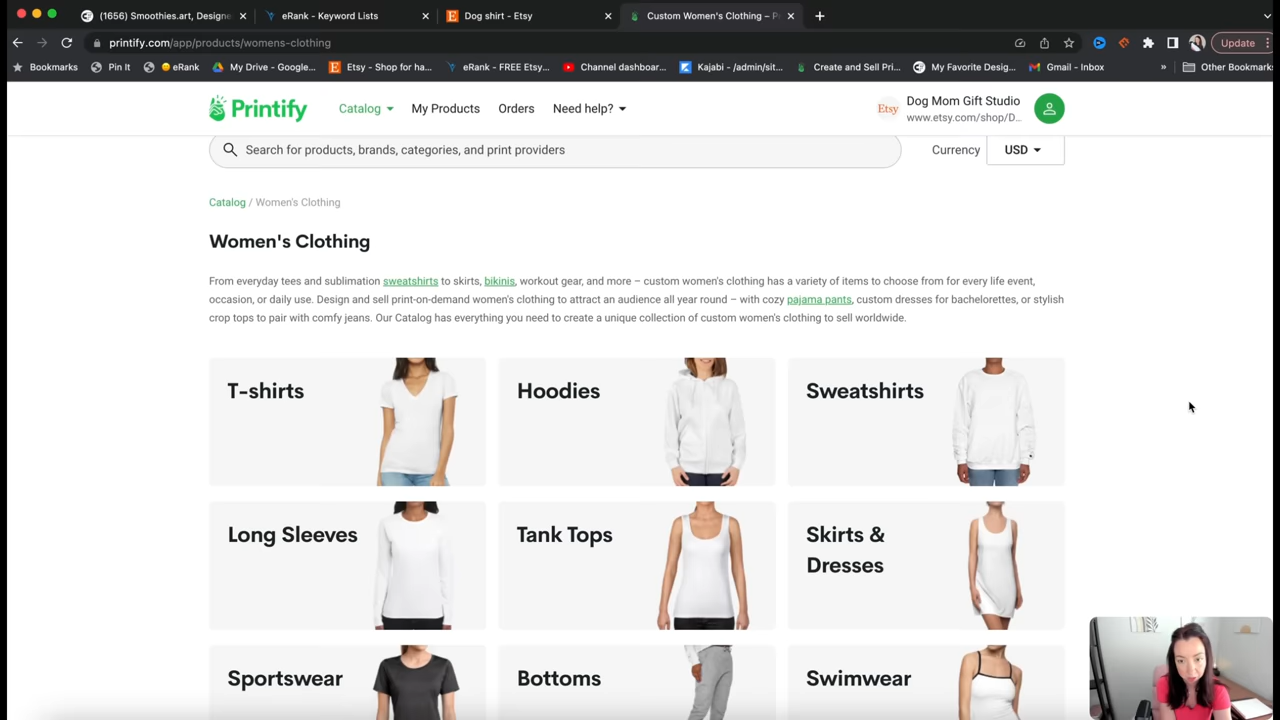 (1656) Smoothies.art, Designe
eRank - Keyword Lists
Dog shirt - Etsy
Custom Women's Clothing – P
printify.com/app/products/womens-clothing
Update
Bookmarks
Pin It
eRank
My Drive - Google...
Etsy - Shop for ha...
eRank - FREE Etsy...
Channel dashboar...
Kajabi - /admin/sit...
Create and Sell Pri...
My Favorite Design...
Gmail - Inbox
»
Other Bookmarks
Printify
Catalog
My Products
Orders
Need help?
Etsy
Dog Mom Gift Studio
www.etsy.com/shop/D...
Search for products, brands, categories, and print providers
Currency
USD
Catalog / Women's Clothing
Women's Clothing
From everyday tees and sublimation sweatshirts to skirts, bikinis, workout gear, and more – custom women's clothing has a variety of items to choose from for every life event,
occasion, or daily use. Design and sell print-on-demand women's clothing to attract an audience all year round – with cozy pajama pants, custom dresses for bachelorettes, or stylish
crop tops to pair with comfy jeans. Our Catalog has everything you need to create a unique collection of custom women's clothing to sell worldwide.
T-shirts
Hoodies
Sweatshirts
Long Sleeves
Tank Tops
Skirts &
Dresses
Sportswear
Bottoms
Swimwear